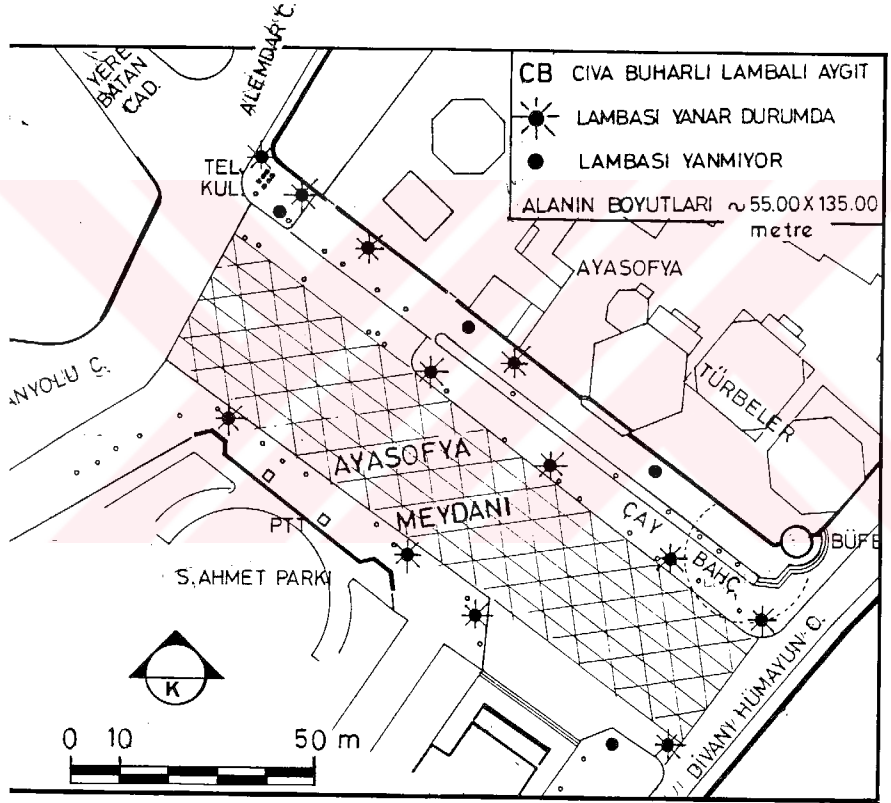 YERE
BATAN
CAD.
ALEMDAR C.
CB CIVA BUHARLI LAMBALI AYGIT
LAMBASI YANAR DURUMDA
LAMBASI YANMIYOR
ALANIN BOYUTLARI ~ 55.00 X 135.00
metre
TEL.
KUL.
AYASOFYA
TÜRBELER
ANYOLU C.
AYASOFYA
MEYDANI
PTT
ÇAY
BAHÇ.
BÜFE
S.AHMET PARKI
DİVANI HÜMAYUN C.
K
0 10 50 m